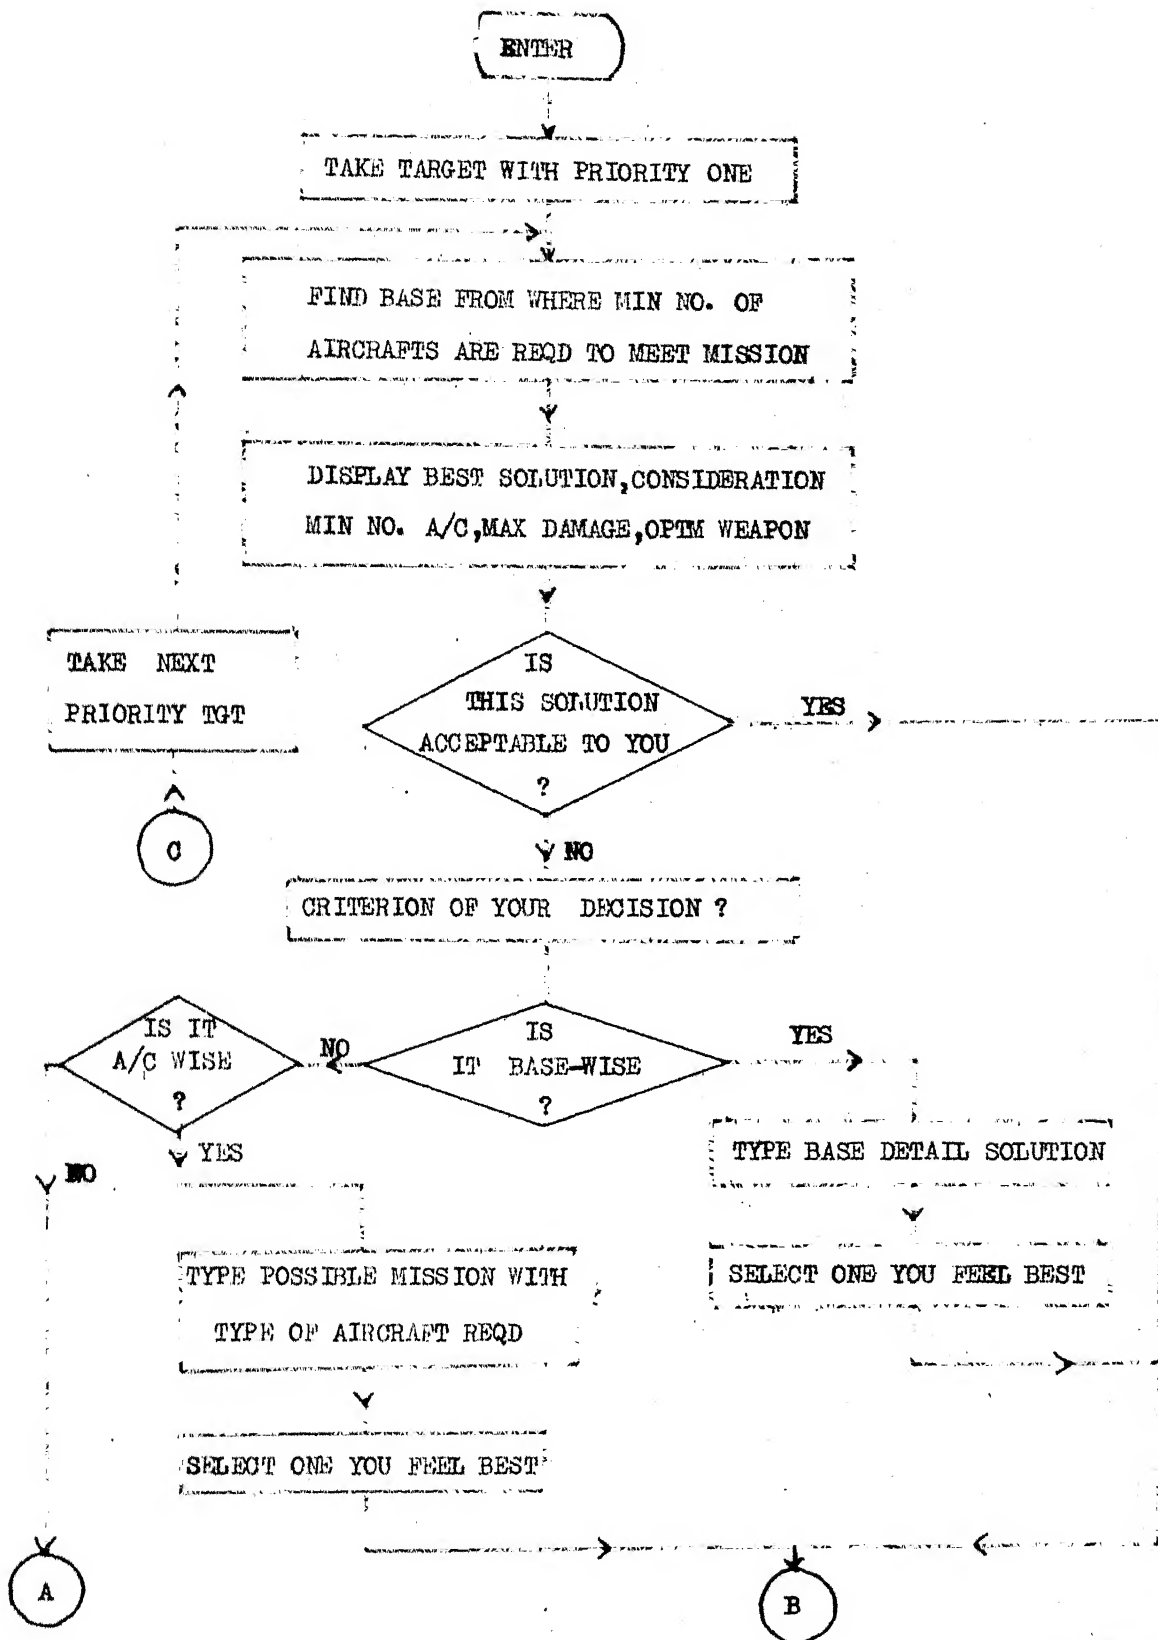 ENTER
TAKE TARGET WITH PRIORITY ONE
FIND BASE FROM WHERE MIN NO. OF
AIRCRAFTS ARE REQD TO MEET MISSION
DISPLAY BEST SOLUTION,CONSIDERATION
MIN NO. A/C,MAX DAMAGE,OPTM WEAPON
TAKE NEXT
PRIORITY TGT
C
IS
THIS SOLUTION
ACCEPTABLE TO YOU
?
YES
NO
CRITERION OF YOUR DECISION ?
IS IT
A/C WISE
?
NO
IS
IT BASE-WISE
?
YES
NO
YES
TYPE BASE DETAIL SOLUTION
SELECT ONE YOU FEEL BEST
TYPE POSSIBLE MISSION WITH
TYPE OF AIRCRAFT REQD
SELECT ONE YOU FEEL BEST
A
B